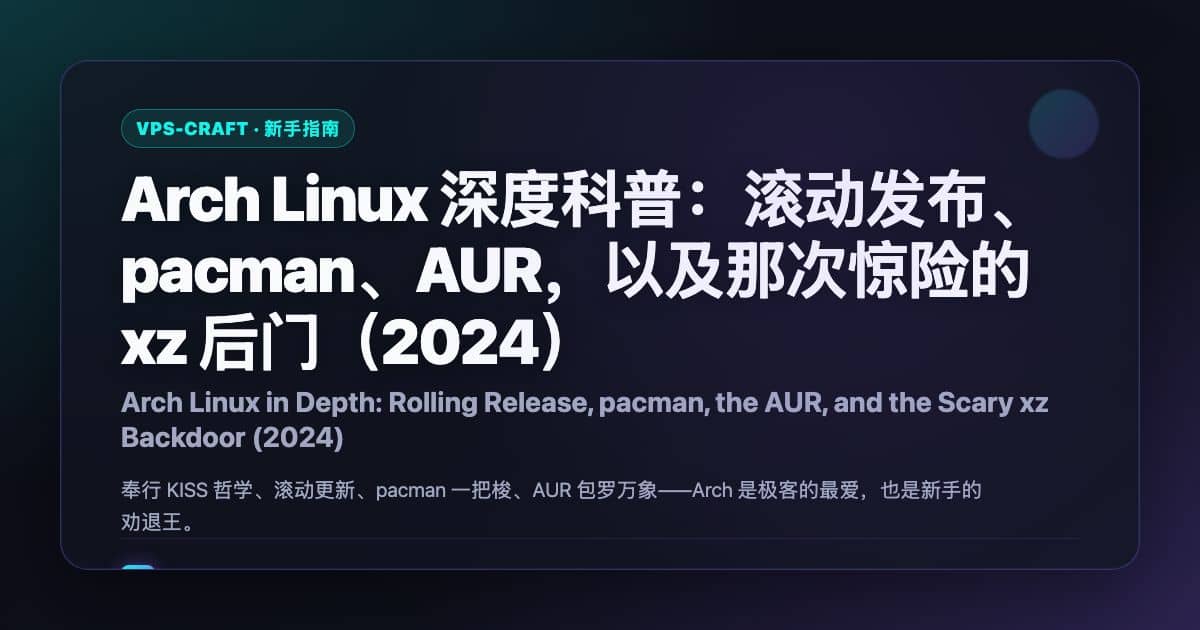 VPS-CRAFT · 新手指南
Arch Linux 深度科普：滚动发布、
pacman、AUR，以及那次惊险的
xz 后门（2024）
Arch Linux in Depth: Rolling Release, pacman, the AUR, and the Scary xz
Backdoor (2024)
奉行 KISS 哲学、滚动更新、pacman 一把梭、AUR 包罗万象——Arch 是极客的最爱，也是新手的
劝退王。